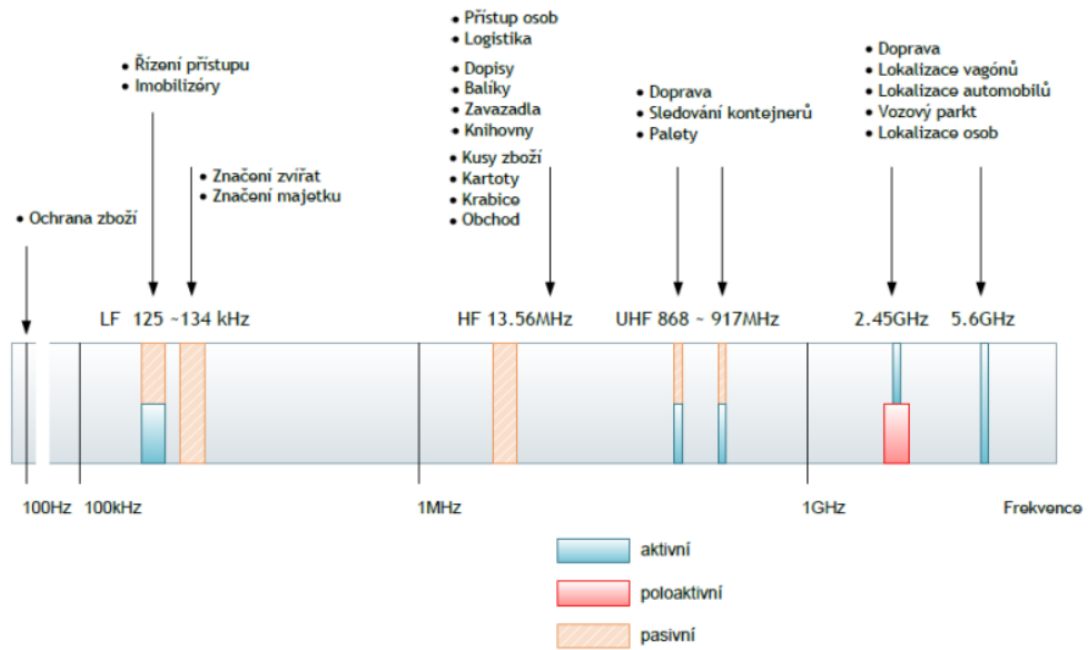 • Ochrana zboží
• Řízení přístupu
• Imobilizéry
• Značení zvířat
• Značení majetku
• Přístup osob
• Logistika
• Dopisy
• Balíky
• Zavazadla
• Knihovny
• Kusy zboží
• Kartoty
• Krabice
• Obchod
• Doprava
• Sledování kontejnerů
• Palety
• Doprava
• Lokalizace vagónů
• Lokalizace automobilů
• Vozový parkt
• Lokalizace osob
LF 125 ~134 kHz
HF 13.56MHz
UHF 868 ~ 917MHz
2.45GHz
5.6GHz
100Hz
100kHz
1MHz
1GHz
Frekvence
aktivní
poloaktivní
pasivní